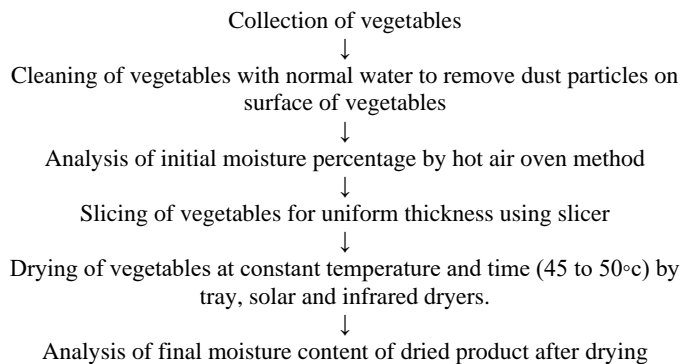 Collection of vegetables
↓
Cleaning of vegetables with normal water to remove dust particles on
surface of vegetables
↓
Analysis of initial moisture percentage by hot air oven method
↓
Slicing of vegetables for uniform thickness using slicer
↓
Drying of vegetables at constant temperature and time (45 to 50◦c) by
tray, solar and infrared dryers.
↓
Analysis of final moisture content of dried product after drying